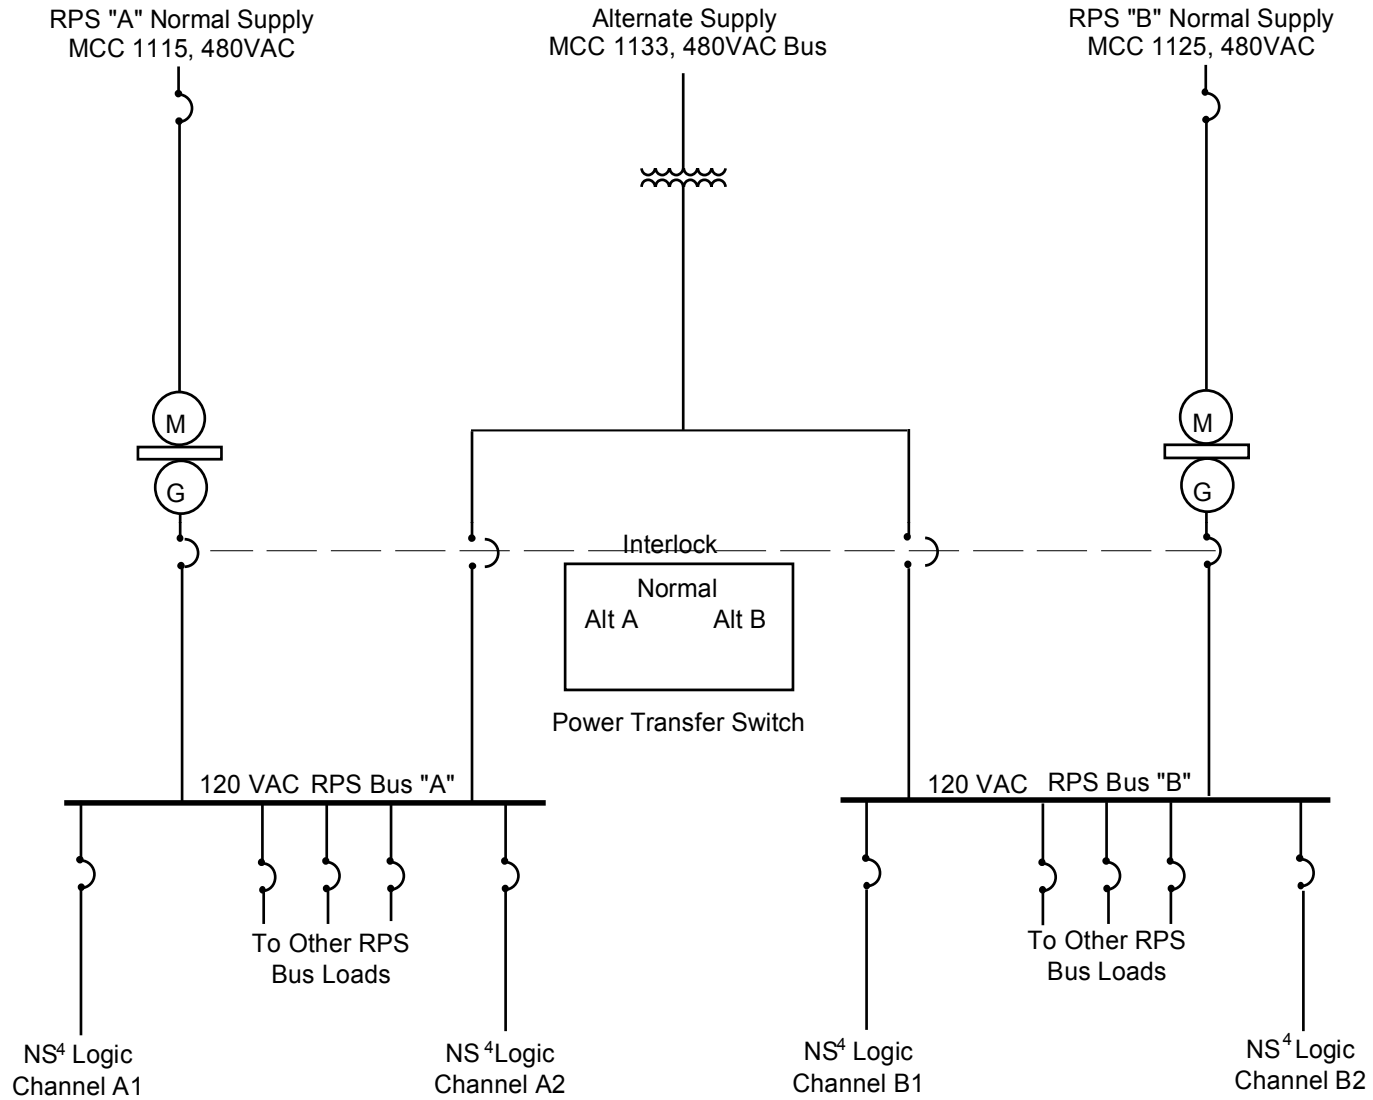 RPS "A" Normal Supply
MCC 1115, 480VAC
Alternate Supply
MCC 1133, 480VAC Bus
RPS "B" Normal Supply
MCC 1125, 480VAC
M
G
M
G
Interlock
Normal
Alt A Alt B
Power Transfer Switch
120 VAC RPS Bus "A"
120 VAC RPS Bus "B"
To Other RPS
Bus Loads
To Other RPS
Bus Loads
NS⁴ Logic
Channel A1
NS⁴ Logic
Channel A2
NS⁴ Logic
Channel B1
NS⁴ Logic
Channel B2